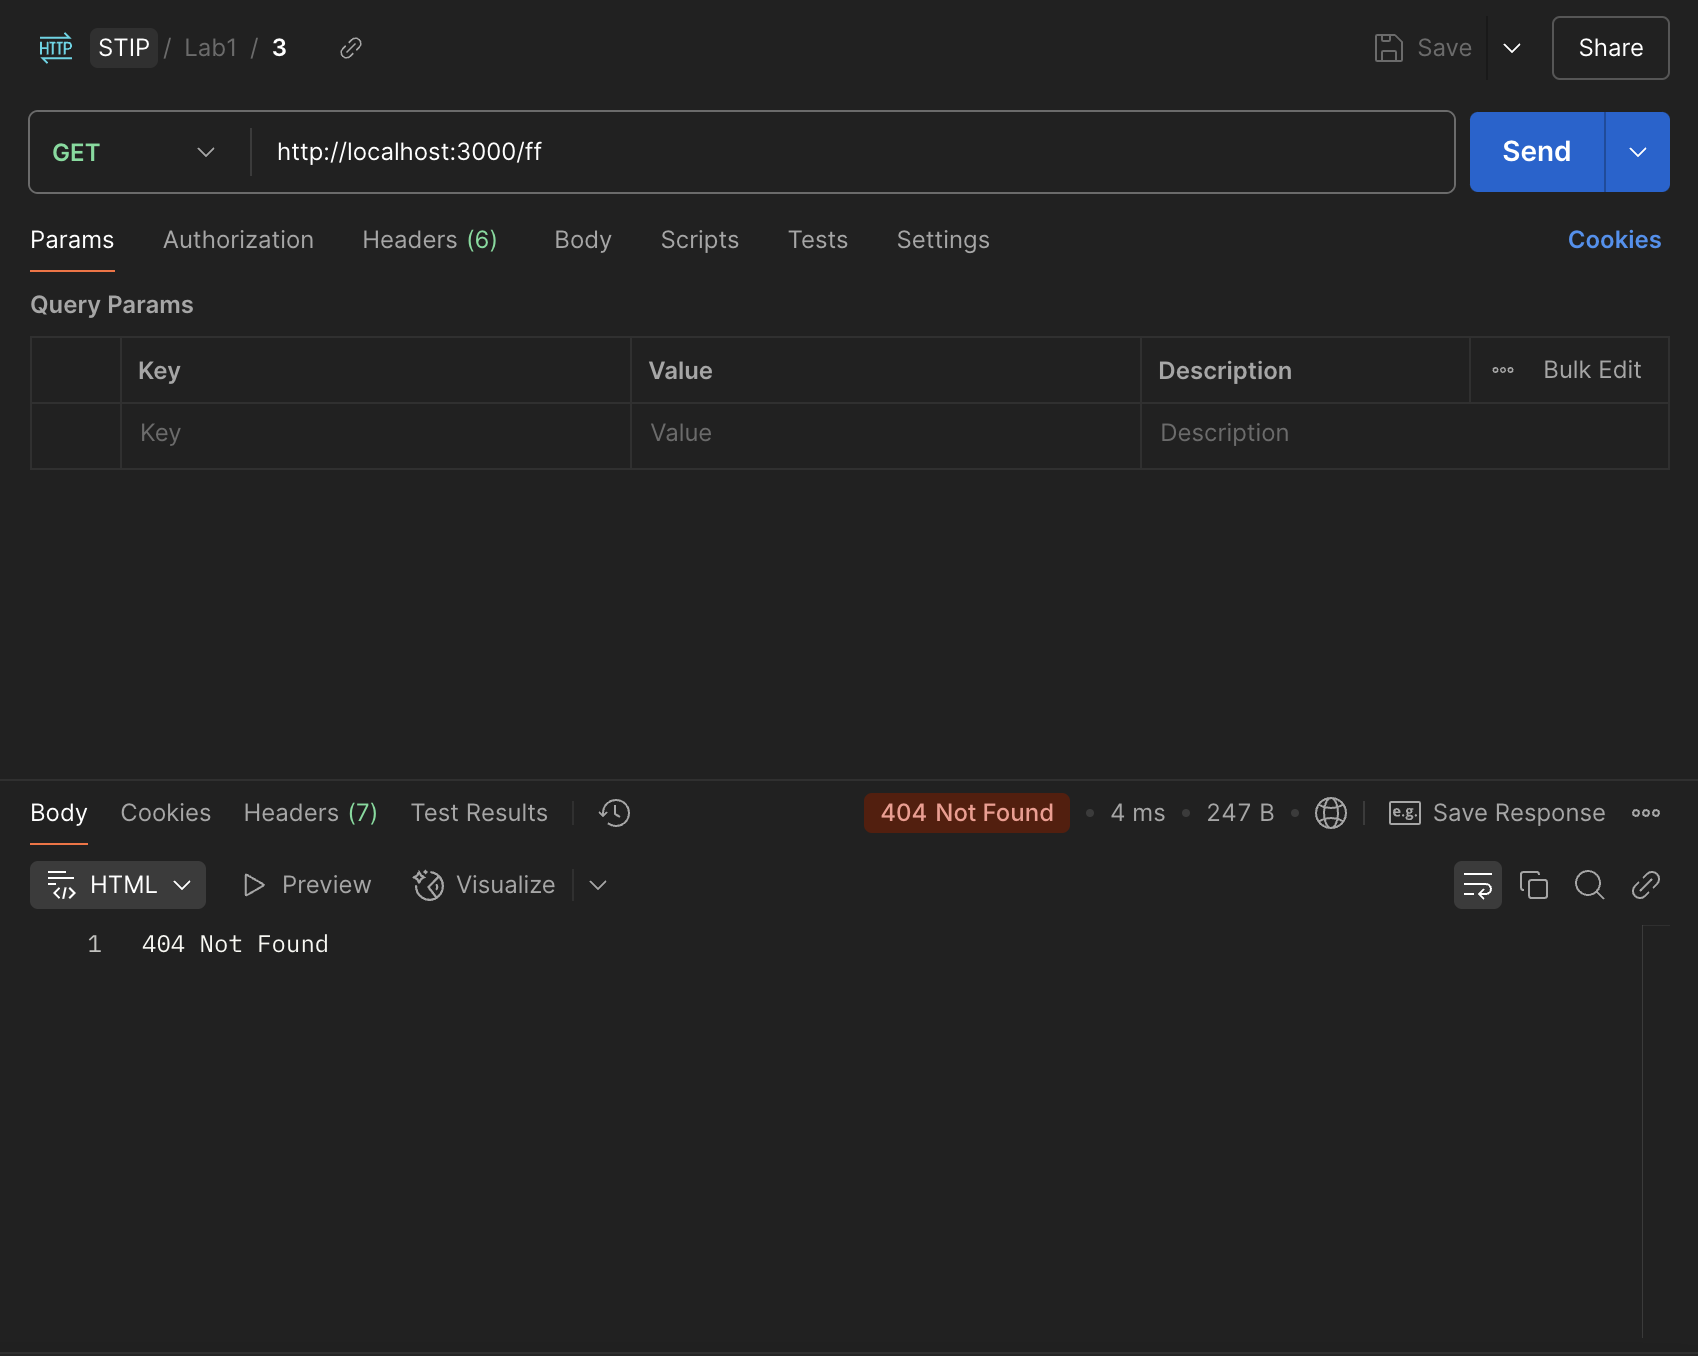 HTTP STIP / Lab1 / 3 Save Share
GET http://localhost:3000/ff Send
Params Authorization Headers (6) Body Scripts Tests Settings Cookies
Query Params
Key Value Description Bulk Edit
Key Value Description
Body Cookies Headers (7) Test Results 404 Not Found • 4 ms • 247 B • e.g. Save Response
HTML Preview Visualize
1 404 Not Found